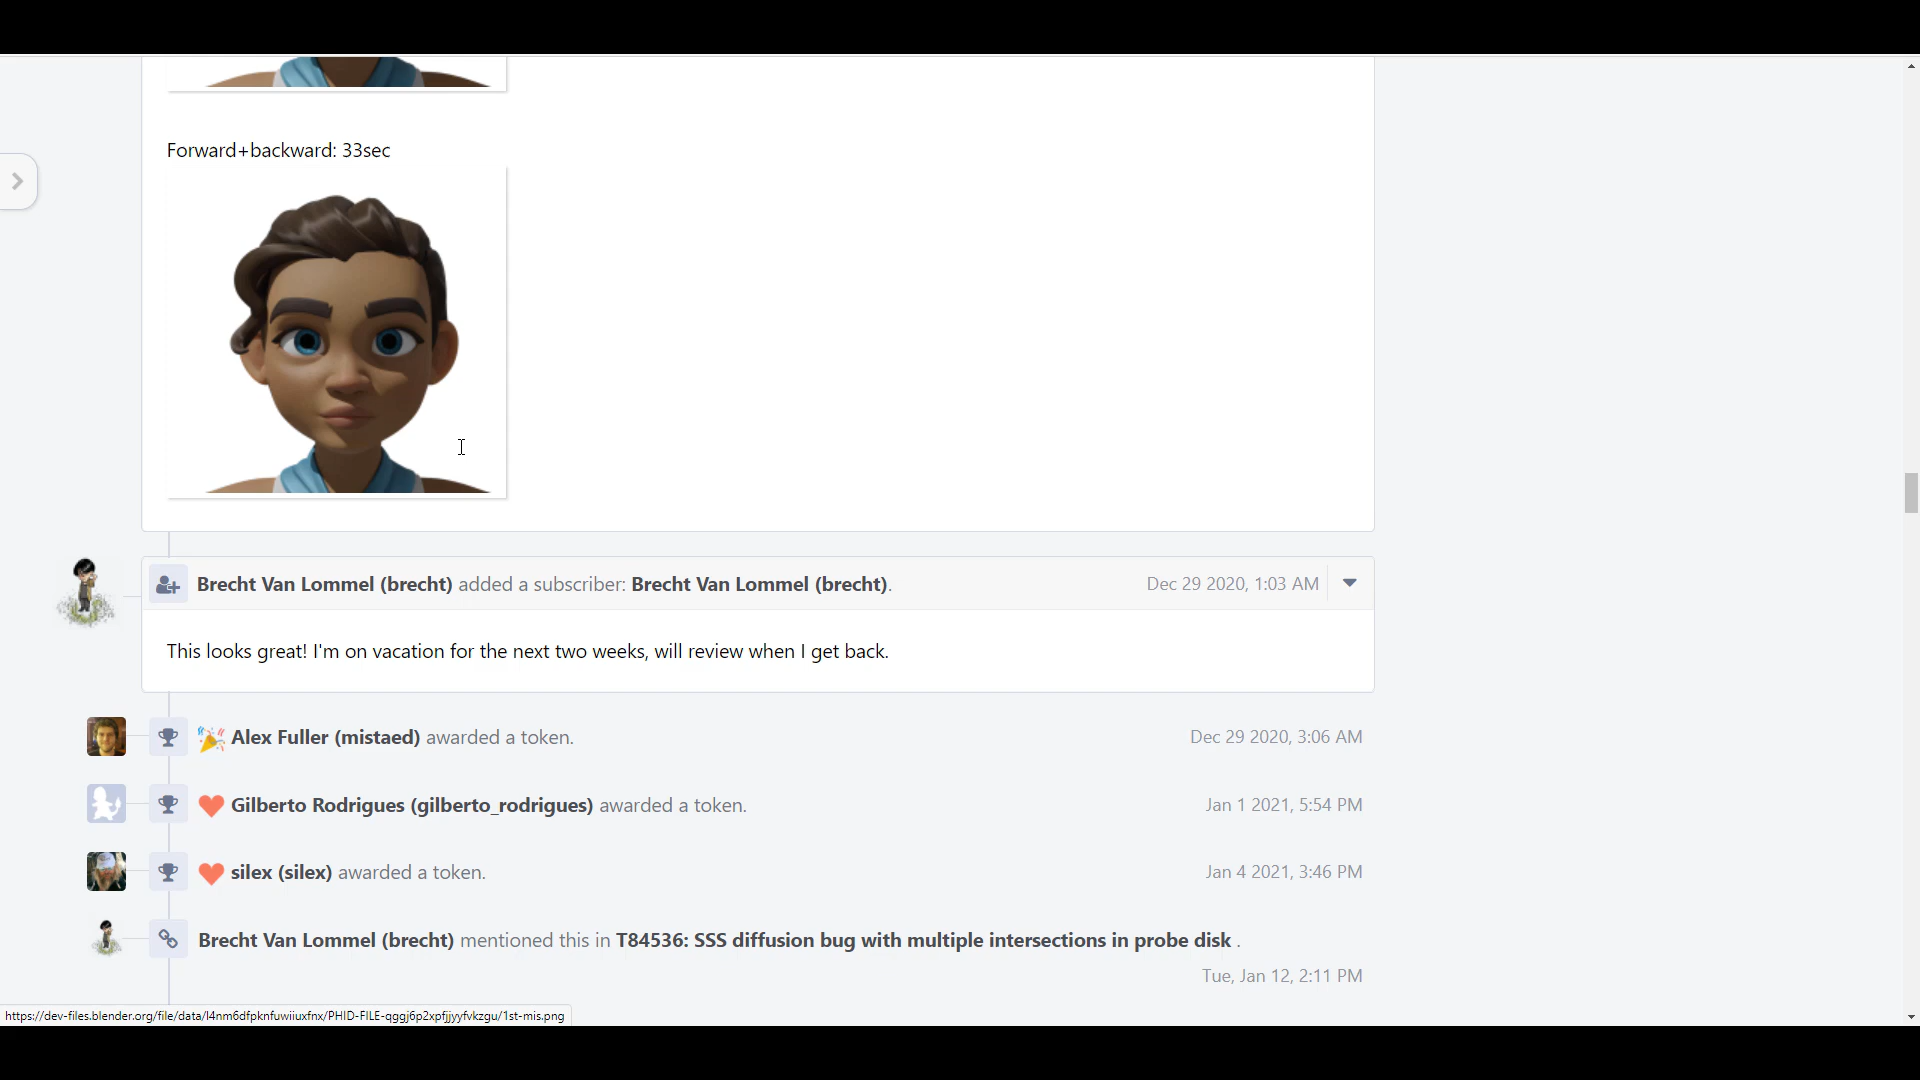 Forward+backward: 33sec
Brecht Van Lommel (brecht) added a subscriber: Brecht Van Lommel (brecht). Dec 29 2020, 1:03 AM
This looks great! I'm on vacation for the next two weeks, will review when I get back.
Alex Fuller (mistaed) awarded a token. Dec 29 2020, 3:06 AM
Gilberto Rodrigues (gilberto_rodrigues) awarded a token. Jan 1 2021, 5:54 PM
silex (silex) awarded a token. Jan 4 2021, 3:46 PM
Brecht Van Lommel (brecht) mentioned this in T84536: SSS diffusion bug with multiple intersections in probe disk .
Tue, Jan 12, 2:11 PM
https://dev-files.blender.org/file/data/l4nm6dfpknfuwiiuxfnx/PHID-FILE-qggj6p2xpfjjyyfvkzgu/1st-mis.png